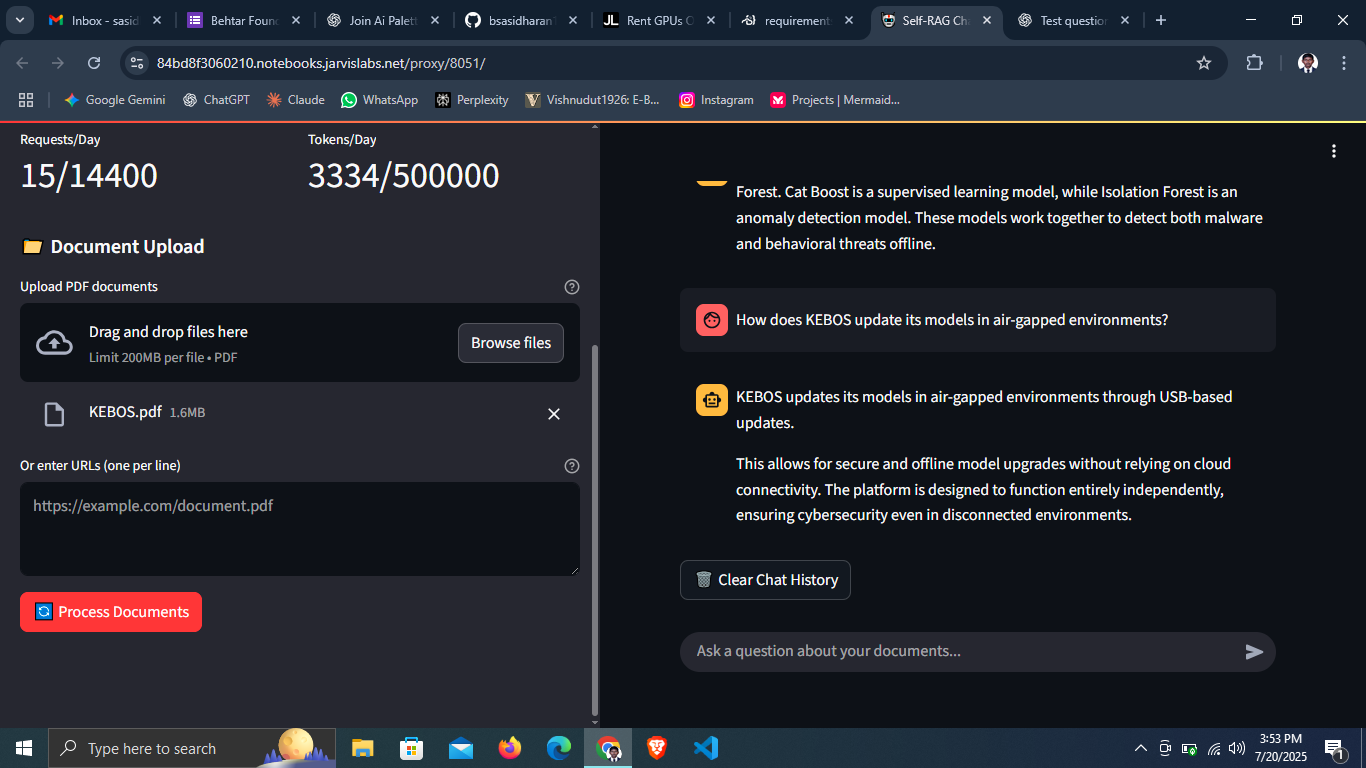 Inbox - sasid
Behtar Foun
Join Ai Palett
bsasidharan
Rent GPUs O
requirement
Self-RAG Cha
Test question
84bd8f3060210.notebooks.jarvislabs.net/proxy/8051/
Google Gemini
ChatGPT
Claude
WhatsApp
Perplexity
Vishnudut1926: E-B...
Instagram
Projects | Mermaid...
Requests/Day
Tokens/Day
15/14400
3334/500000
Document Upload
Upload PDF documents
Drag and drop files here
Limit 200MB per file • PDF
Browse files
KEBOS.pdf 1.6MB
Or enter URLs (one per line)
https://example.com/document.pdf
Process Documents
Forest. Cat Boost is a supervised learning model, while Isolation Forest is an
anomaly detection model. These models work together to detect both malware
and behavioral threats offline.
How does KEBOS update its models in air-gapped environments?
KEBOS updates its models in air-gapped environments through USB-based
updates.
This allows for secure and offline model upgrades without relying on cloud
connectivity. The platform is designed to function entirely independently,
ensuring cybersecurity even in disconnected environments.
Clear Chat History
Ask a question about your documents...
Type here to search
3:53 PM
7/20/2025
1